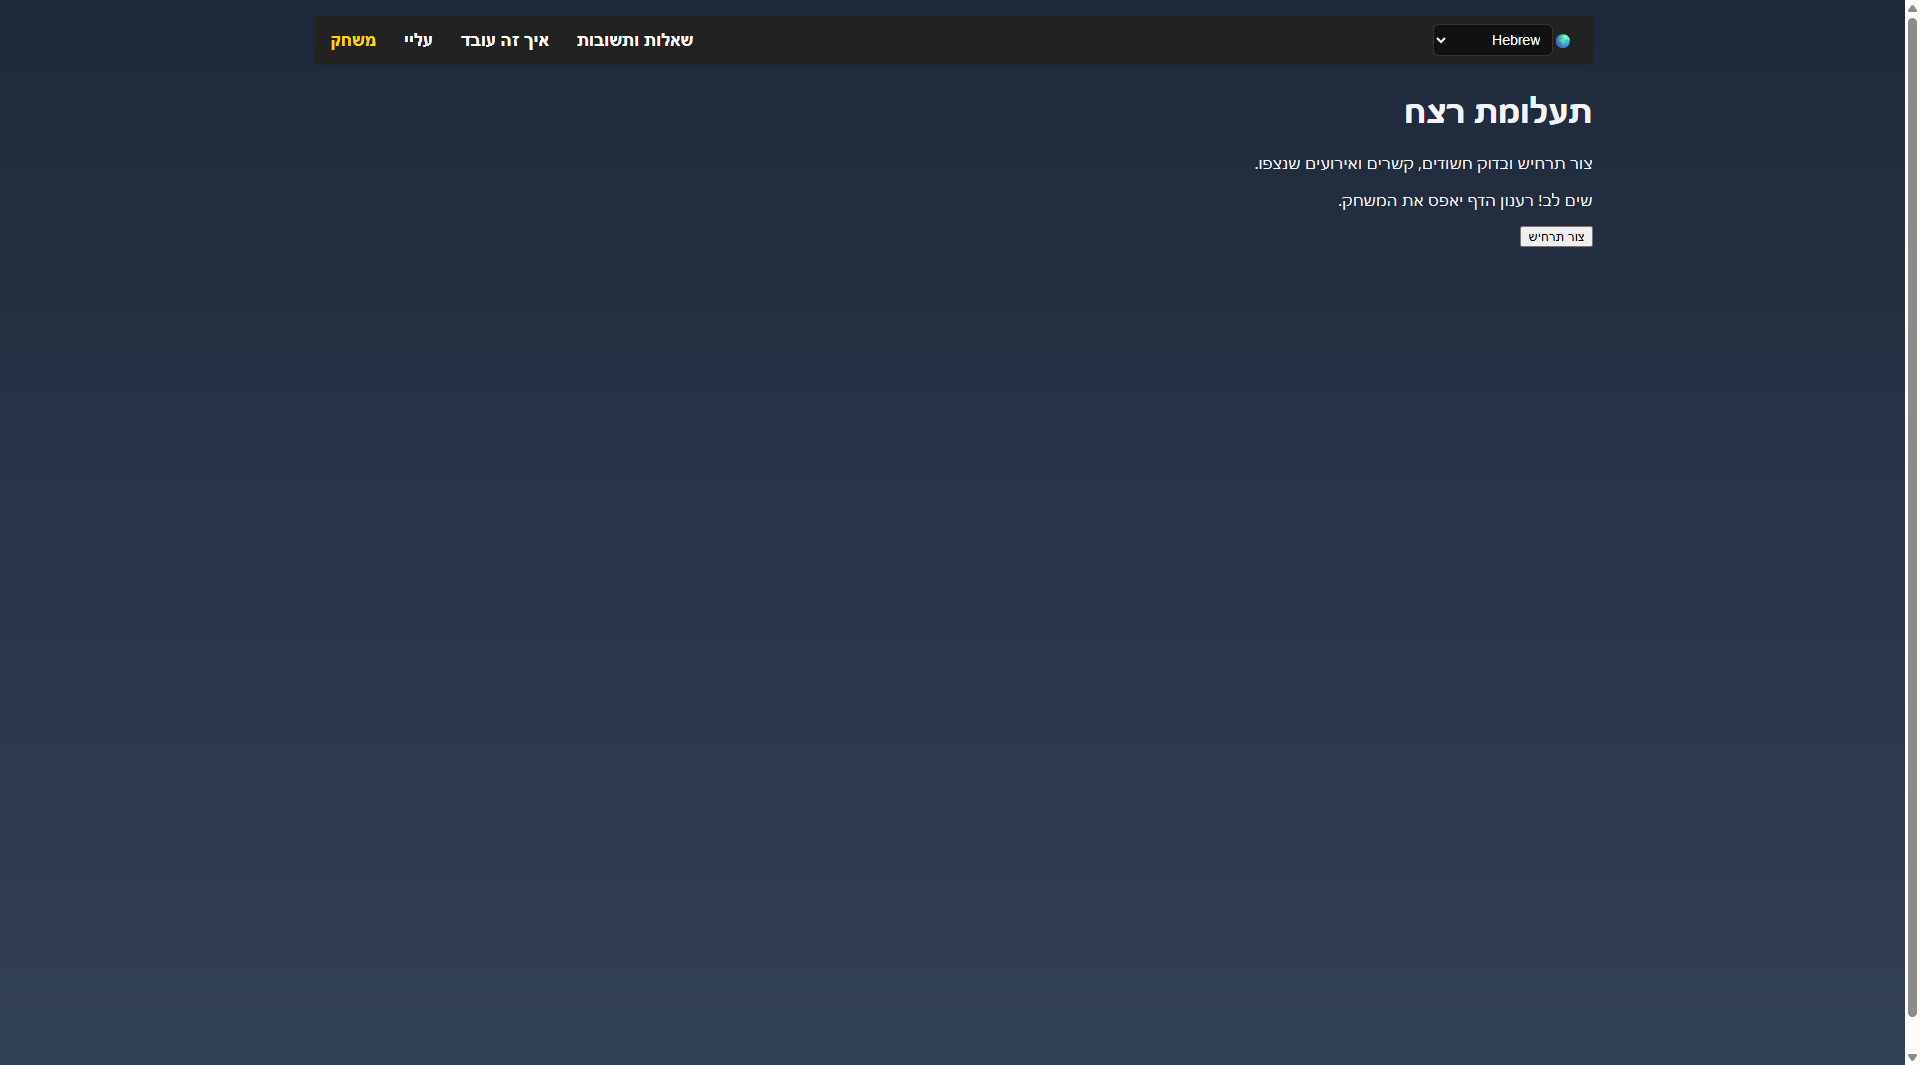 Hebrew
משחק עליי איך זה עובד שאלות ותשובות
תעלומת רצח
צור תרחיש ובדוק חשודים, קשרים ואירועים שנצפו.
שים לב! רענון הדף יאפס את המשחק.
צור תרחיש